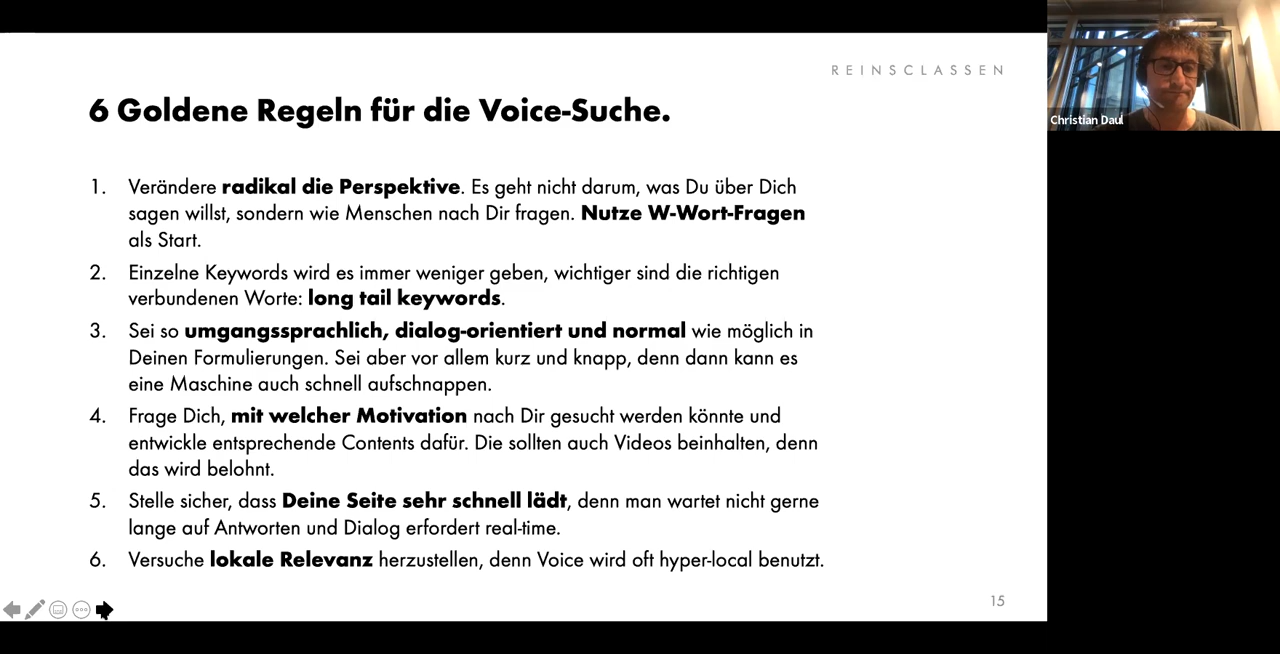 REINSCLASSEN
6 Goldene Regeln für die Voice-Suche.
1. Verändere radikal die Perspektive. Es geht nicht darum, was Du über Dich
sagen willst, sondern wie Menschen nach Dir fragen. Nutze W-Wort-Fragen
als Start.
2. Einzelne Keywords wird es immer weniger geben, wichtiger sind die richtigen
verbundenen Worte: long tail keywords.
3. Sei so umgangssprachlich, dialog-orientiert und normal wie möglich in
Deinen Formulierungen. Sei aber vor allem kurz und knapp, denn dann kann es
eine Maschine auch schnell aufschnappen.
4. Frage Dich, mit welcher Motivation nach Dir gesucht werden könnte und
entwickle entsprechende Contents dafür. Die sollten auch Videos beinhalten, denn
das wird belohnt.
5. Stelle sicher, dass Deine Seite sehr schnell lädt, denn man wartet nicht gerne
lange auf Antworten und Dialog erfordert real-time.
6. Versuche lokale Relevanz herzustellen, denn Voice wird oft hyper-local benutzt.
15
Christian Daul